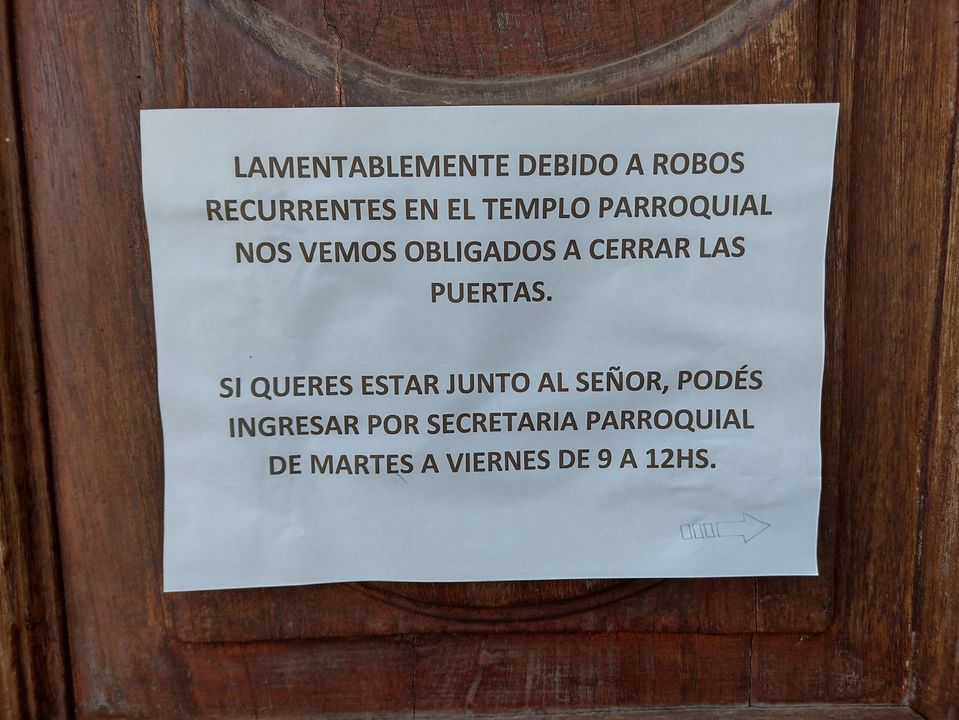 LAMENTABLEMENTE DEBIDO A ROBOS
RECURRENTES EN EL TEMPLO PARROQUIAL
NOS VEMOS OBLIGADOS A CERRAR LAS
PUERTAS.
SI QUERES ESTAR JUNTO AL SEÑOR, PODÉS
INGRESAR POR SECRETARIA PARROQUIAL
DE MARTES A VIERNES DE 9 A 12HS.